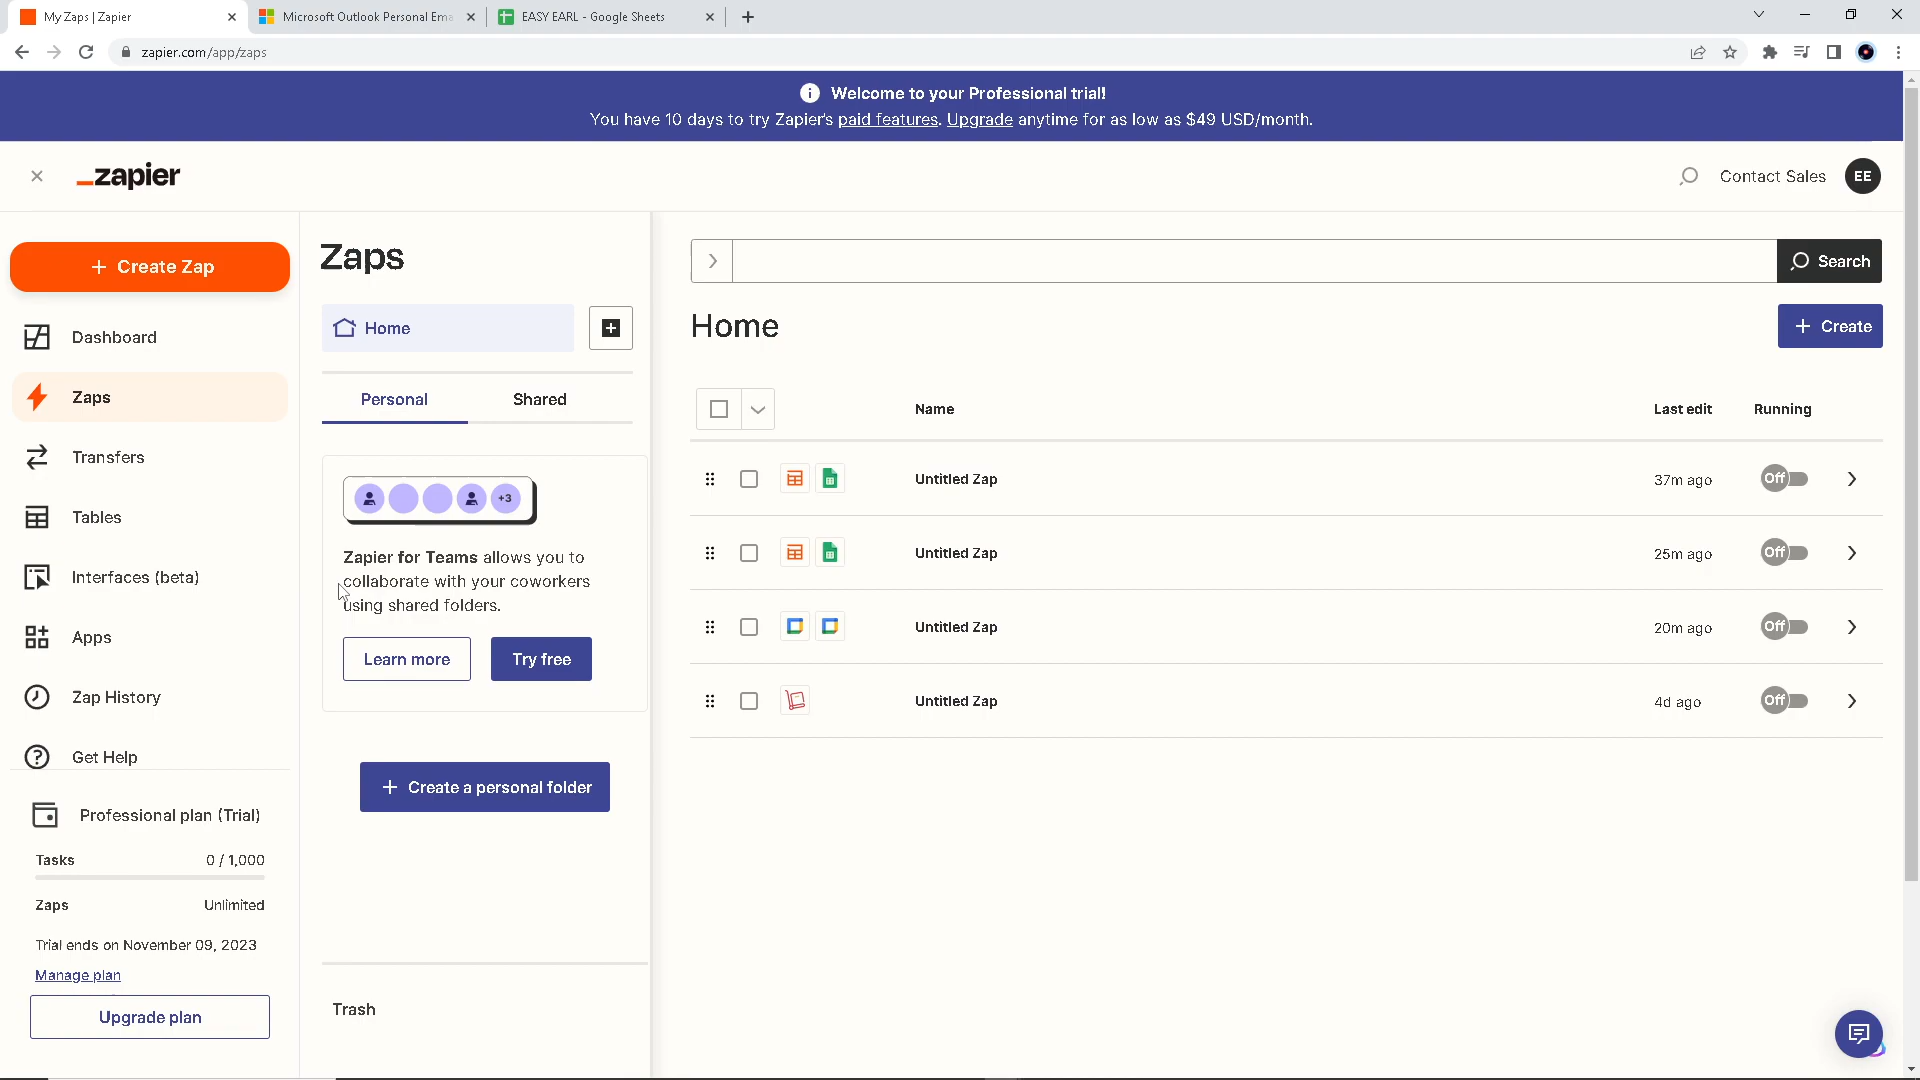 My Zaps | Zapier
Microsoft Outlook Personal Ema
EASY EARL - Google Sheets
zapier.com/app/zaps
Welcome to your Professional trial!
You have 10 days to try Zapier's paid features. Upgrade anytime for as low as $49 USD/month.
zapier
Contact Sales
EE
+ Create Zap
Dashboard
Zaps
Transfers
Tables
Interfaces (beta)
Apps
Zap History
Get Help
Professional plan (Trial)
Tasks 0 / 1,000
Zaps Unlimited
Trial ends on November 09, 2023
Manage plan
Upgrade plan
Zaps
Home
Personal Shared
+3
Zapier for Teams allows you to
collaborate with your coworkers
using shared folders.
Learn more Try free
+ Create a personal folder
Trash
Search
Home
+ Create
Name Last edit Running
Untitled Zap 37m ago Off
Untitled Zap 25m ago Off
Untitled Zap 20m ago Off
Untitled Zap 4d ago Off